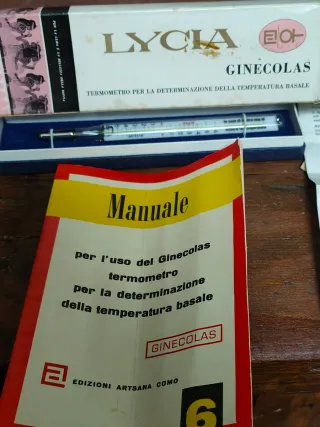 LYCIA
GINECOLAS
TERMOMETRO PER LA DETERMINAZIONE DELLA TEMPERATURA BASALE
Manuale
per l'uso del Ginecolas
termometro
per la determinazione
della temperatura basale
GINECOLAS
EDIZIONI ARTSANA COMO
6